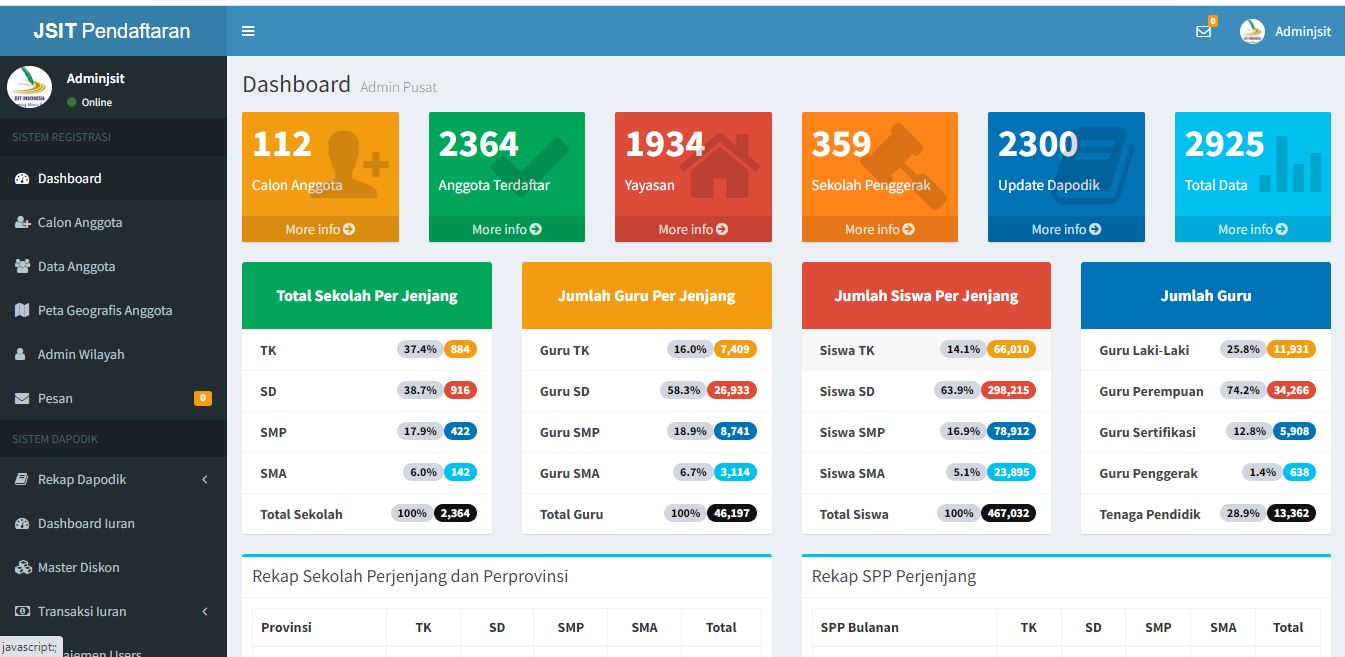 JSIT Pendaftaran
0
Adminjsit
Adminjsit
Online
SISTEM REGISTRASI
Dashboard
Calon Anggota
Data Anggota
Peta Geografis Anggota
Admin Wilayah
Pesan 0
SISTEM DAPODIK
Rekap Dapodik
Dashboard Iuran
Master Diskon
Transaksi Iuran
javascript:;
Dashboard Admin Pusat
112
Calon Anggota
More info
2364
Anggota Terdaftar
More info
1934
Yayasan
More info
359
Sekolah Penggerak
More info
2300
Update Dapodik
More info
2925
Total Data
More info
Total Sekolah Per Jenjang
TK 37.4% 884
SD 38.7% 916
SMP 17.9% 422
SMA 6.0% 142
Total Sekolah 100% 2,364
Jumlah Guru Per Jenjang
Guru TK 16.0% 7,409
Guru SD 58.3% 26,933
Guru SMP 18.9% 8,741
Guru SMA 6.7% 3,114
Total Guru 100% 46,197
Jumlah Siswa Per Jenjang
Siswa TK 14.1% 66,010
Siswa SD 63.9% 298,215
Siswa SMP 16.9% 78,912
Siswa SMA 5.1% 23,895
Total Siswa 100% 467,032
Jumlah Guru
Guru Laki-Laki 25.8% 11,931
Guru Perempuan 74.2% 34,266
Guru Sertifikasi 12.8% 5,908
Guru Penggerak 1.4% 638
Tenaga Pendidik 28.9% 13,362
Rekap Sekolah Perjenjang dan Perprovinsi
Provinsi TK SD SMP SMA Total
Rekap SPP Perjenjang
SPP Bulanan TK SD SMP SMA Total